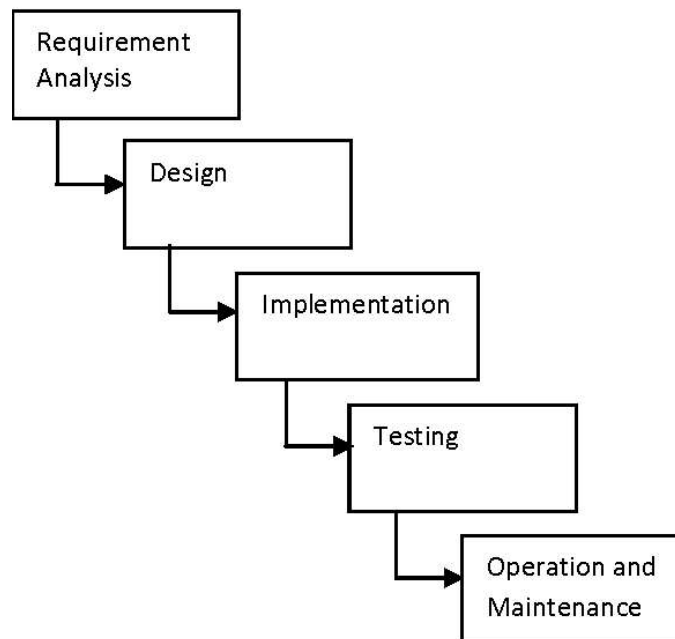 Requirement
Analysis
Design
Implementation
Testing
Operation and
Maintenance